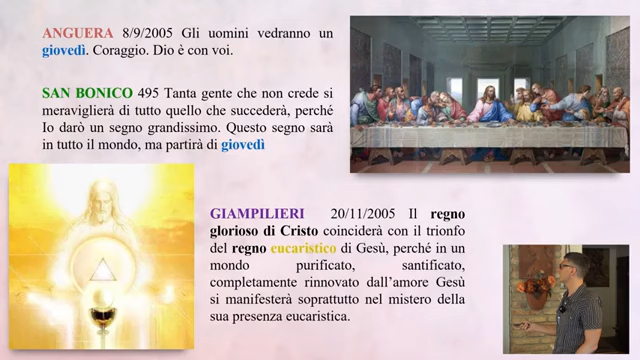 ANGUERA 8/9/2005 Gli uomini vedranno un
giovedì. Coraggio. Dio è con voi.
SAN BONICO 495 Tanta gente che non crede si
meraviglierà di tutto quello che succederà, perché
Io darò un segno grandissimo. Questo segno sarà
in tutto il mondo, ma partirà di giovedì
GIAMPILIERI 20/11/2005 Il regno
glorioso di Cristo coinciderà con il trionfo
del regno eucaristico di Gesù, perché in un
mondo purificato, santificato,
completamente rinnovato dall’amore Gesù
si manifesterà soprattutto nel mistero della
sua presenza eucaristica.